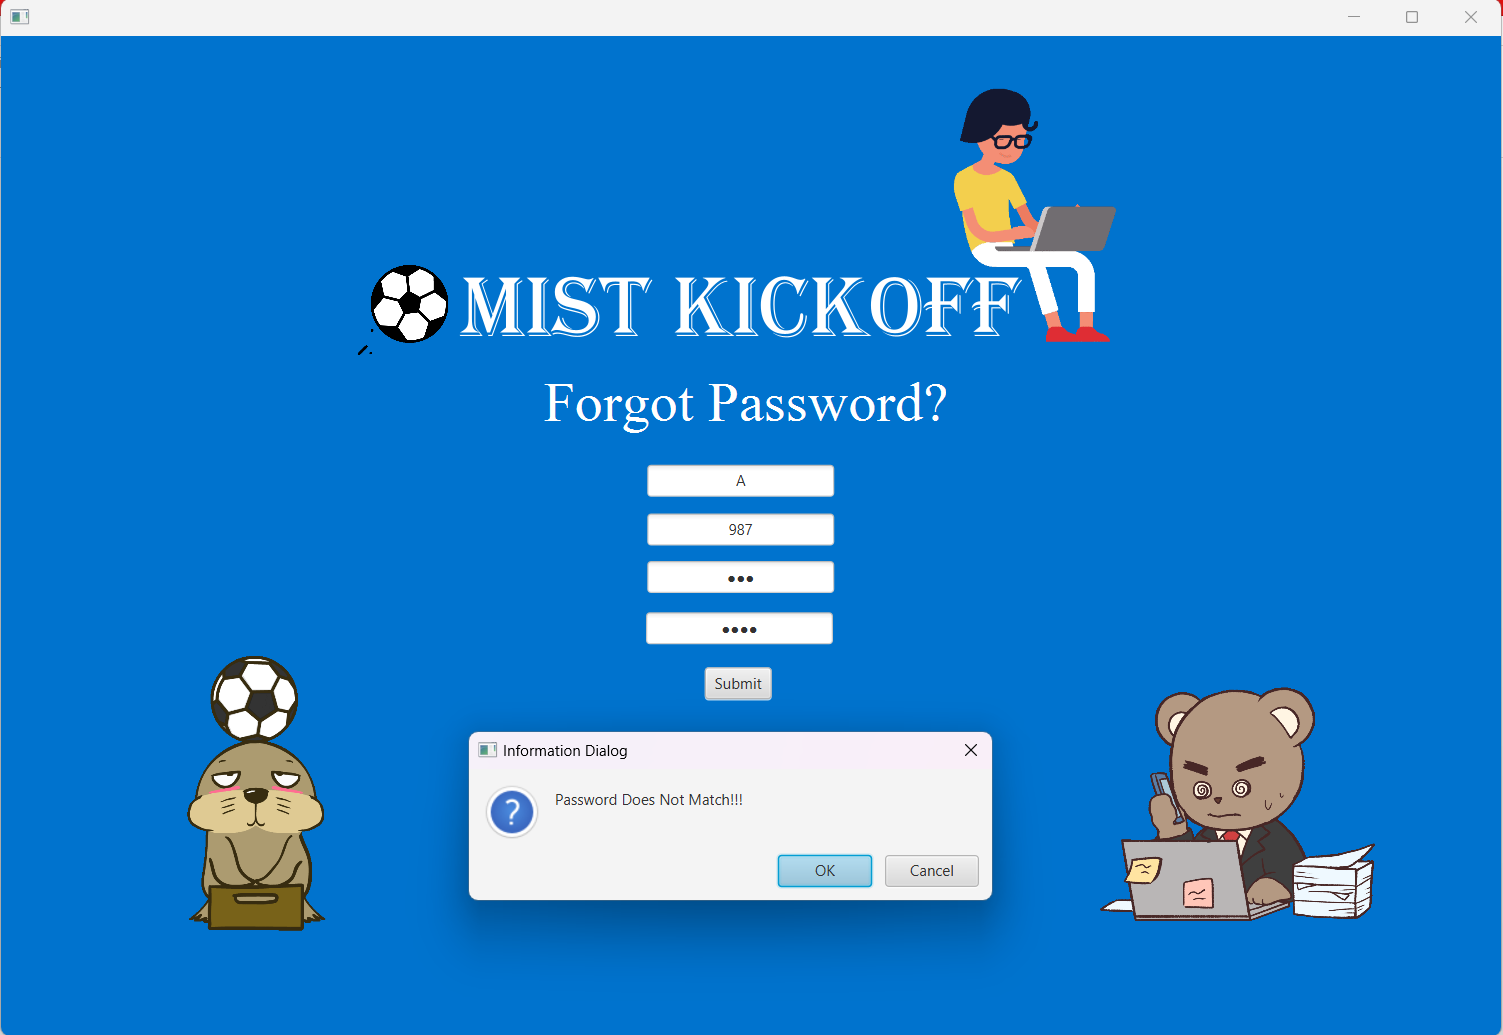 MIST KICKOFF
Forgot Password?
A
987
•••
••••
Submit
Information Dialog
?
Password Does Not Match!!!
OK
Cancel